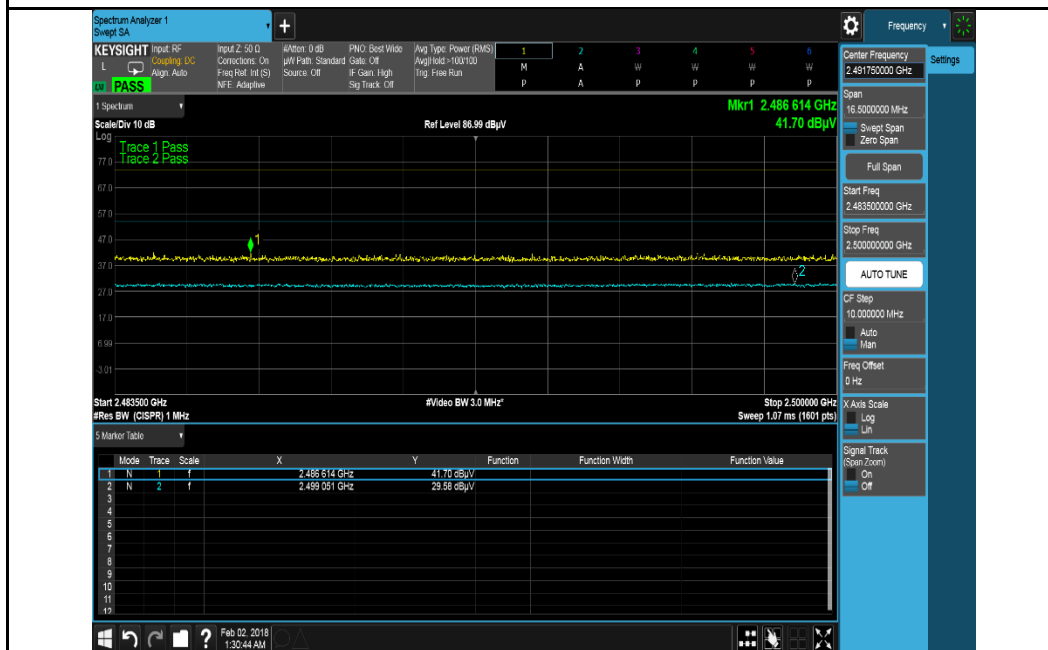 Spectrum Analyzer 1
Swept SA
+
Frequency
KEYSIGHT Input: RF Input Z: 50 Ω #Atten: 0 dB PNO: Best Wide Avg Type: Power (RMS) 1 2 3 4 5 6
L Coupling: DC Corrections: On µW Path: Standard Gate: Off Avg|Hold:>100/100 M A W W W W
Align: Auto Freq Ref: Int (S) Source: Off IF Gain: High Trig: Free Run
PASS NFE: Adaptive Sig Track: Off P A P P P P
Settings
Center Frequency
2.491750000 GHz
Span
16.5000000 MHz
Swept Span
Zero Span
Full Span
Start Freq
2.483500000 GHz
Stop Freq
2.500000000 GHz
AUTO TUNE
CF Step
10.000000 MHz
Auto
Man
Freq Offset
0 Hz
X Axis Scale
Log
Lin
Signal Track
(Span Zoom)
On
Off
1 Spectrum
Mkr1 2.486 614 GHz
Scale/Div 10 dB Ref Level 86.99 dBµV 41.70 dBµV
Log
Trace 1 Pass
Trace 2 Pass
77.0
67.0
57.0
47.0
37.0
27.0
17.0
6.99
-3.01
1
2
Start 2.483500 GHz #Video BW 3.0 MHz* Stop 2.500000 GHz
#Res BW (CISPR) 1 MHz Sweep 1.07 ms (1601 pts)
5 Marker Table
Mode Trace Scale X Y Function Function Width Function Value
1 N 1 f 2.486 614 GHz 41.70 dBµV
2 N 2 f 2.499 051 GHz 29.58 dBµV
3
4
5
6
7
8
9
10
11
12
? Feb 02, 2018
1:30:44 AM